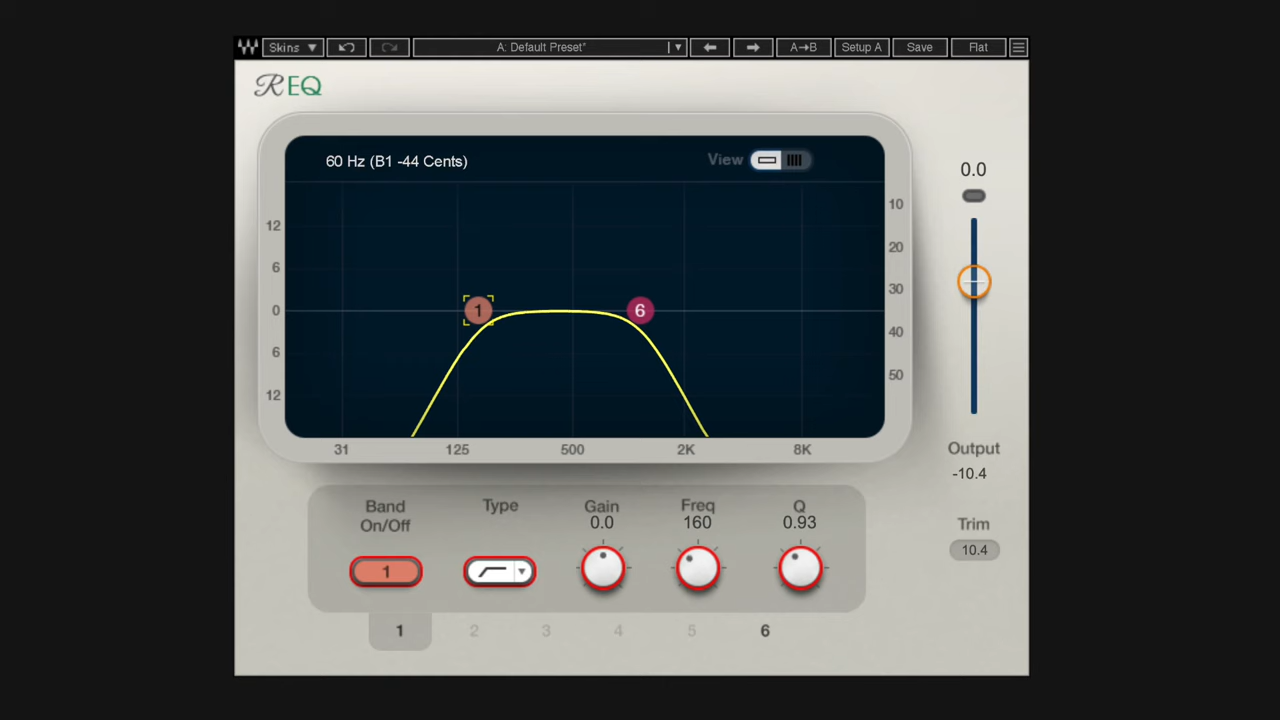 Skins ▼ A: Default Preset* ▼ A→B Setup A Save Flat
REQ
60 Hz (B1 -44 Cents) View
0.0
12 6 0 6 12
1 6
10 20 30 40 50
31 125 500 2K 8K
Output
-10.4
Band On/Off Type Gain Freq Q
0.0 160 0.93
1
Trim
10.4
1 2 3 4 5 6